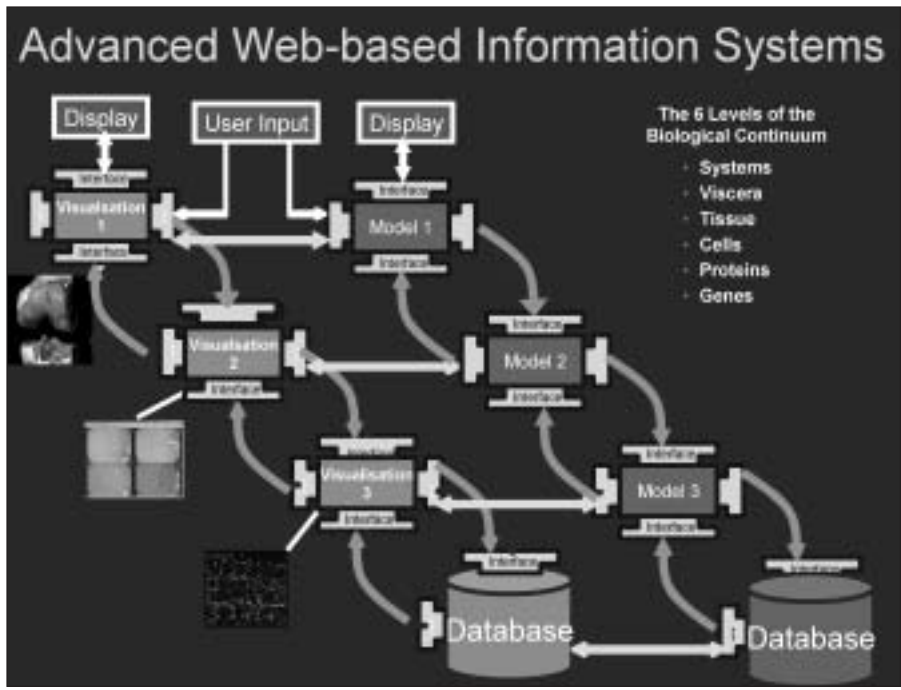 Advanced Web-based Information Systems
Display
User Input
Display
The 6 Levels of the
Biological Continuum
Systems
Viscera
Tissue
Cells
Proteins
Genes
Interface
Visualisation
1
Interface
Interface
Model 1
Interface
Visualisation
2
Interface
Interface
Model 2
Interface
Visualisation
3
Interface
Interface
Model 3
Interface
Interface
Database
Interface
Database